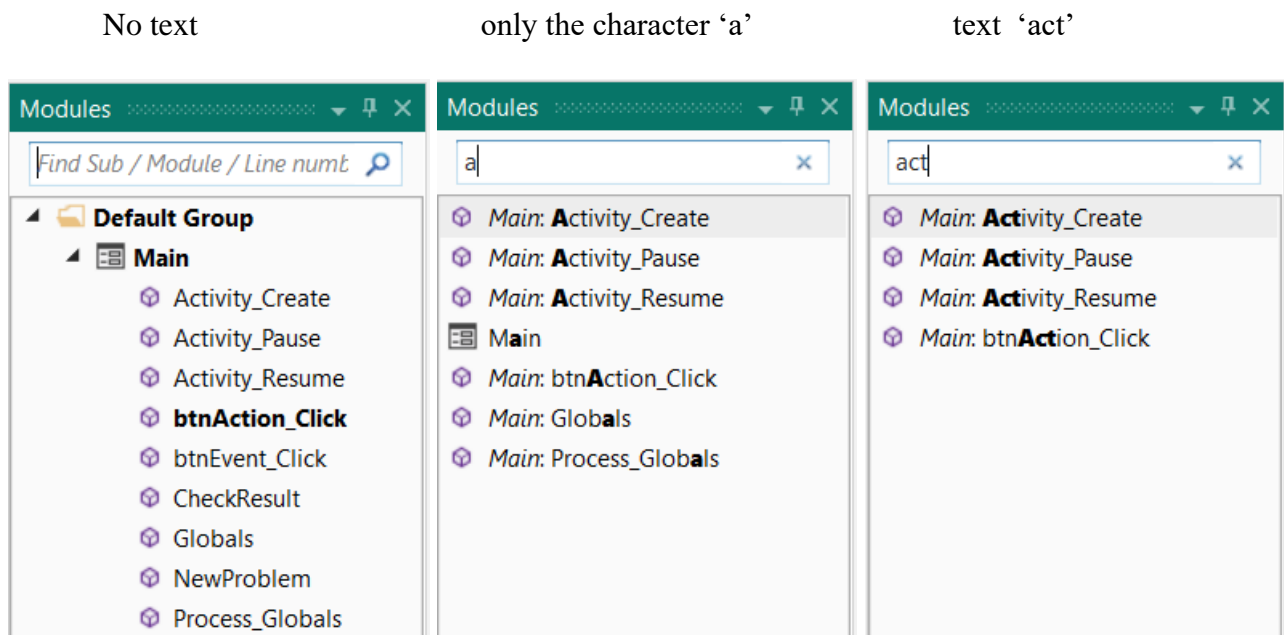 No text
only the character ‘a’
text ‘act’
Modules
Find Sub / Module / Line numb
Default Group
Main
Activity_Create
Activity_Pause
Activity_Resume
btnAction_Click
btnEvent_Click
CheckResult
Globals
NewProblem
Process_Globals
Modules
a
Main: Activity_Create
Main: Activity_Pause
Main: Activity_Resume
Main
Main: btnAction_Click
Main: Globals
Main: Process_Globals
Modules
act
Main: Activity_Create
Main: Activity_Pause
Main: Activity_Resume
Main: btnAction_Click